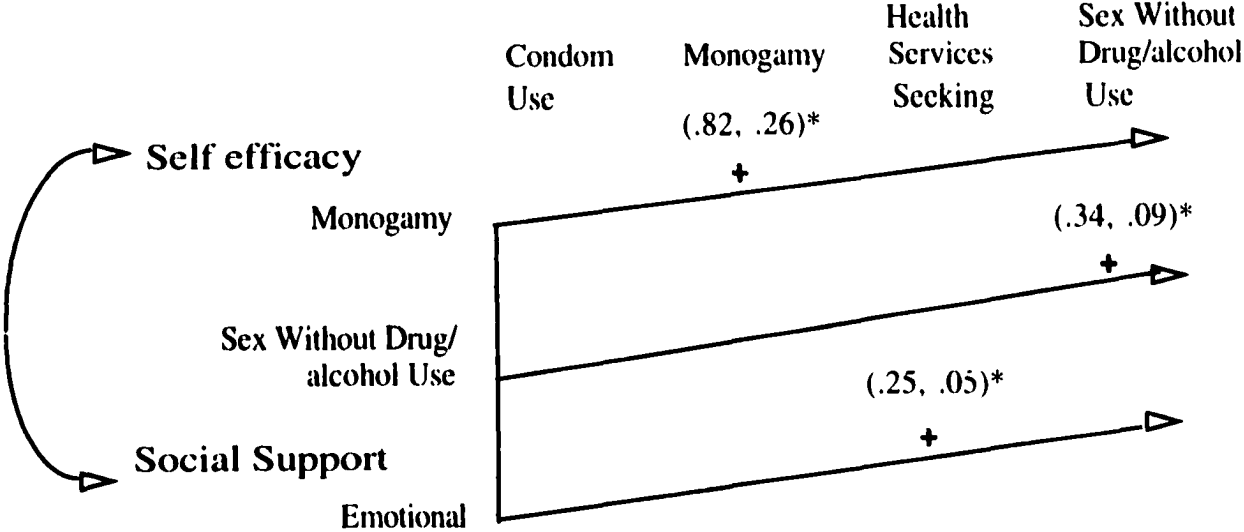 Condom
Use
Monogamy
Health
Services
Seeking
Sex Without
Drug/alcohol
Use
(.82, .26)*
+
Self efficacy
Monogamy
(.34, .09)*
+
Sex Without Drug/
alcohol Use
(.25, .05)*
+
Social Support
Emotional